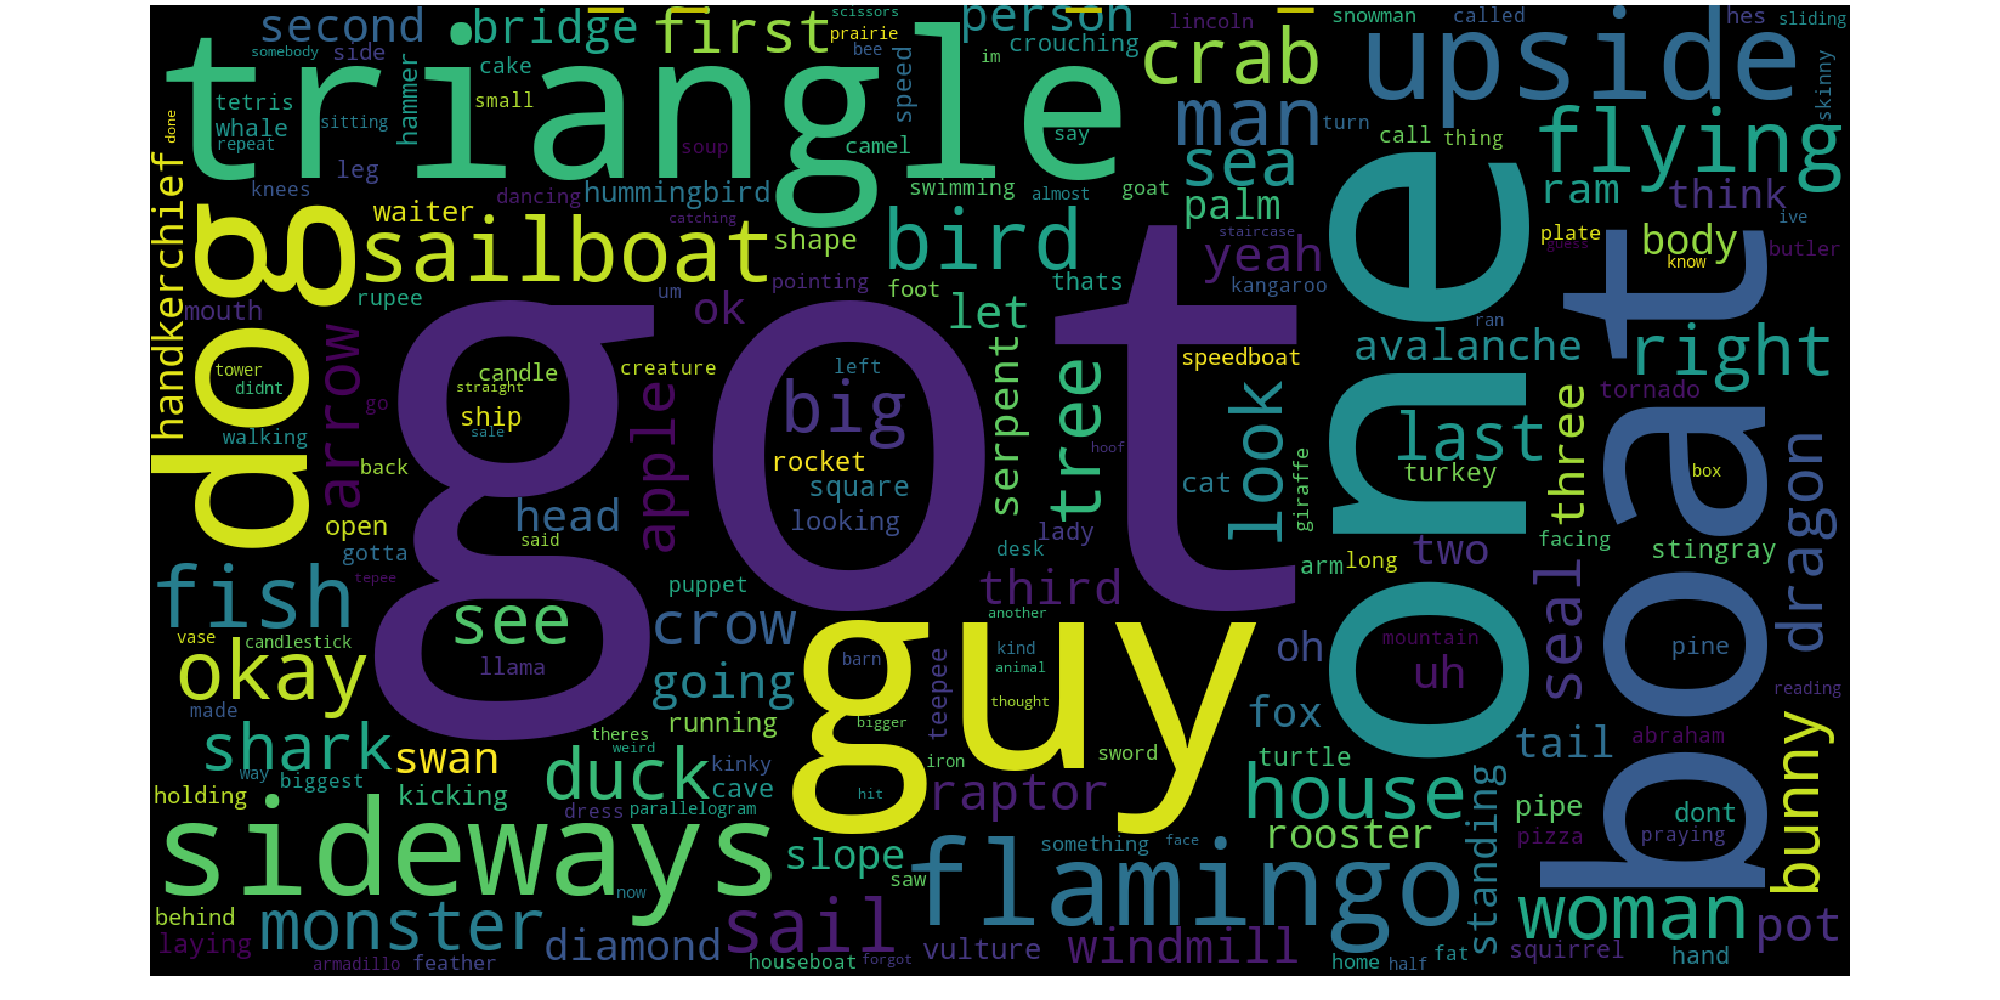 somebody second bridge first scissors prairie bee person lincoln snowman called hes sliding
triangle side cake small hammer speed im crouching crab upside skinny
tetris whale sitting repeat done leg soup camel say man turn call thing flying
knees dancing hummingbird catching swimming almost goat sea ram think
handkerchief dog waiter sailboat shape bird palm staircase yeah plate guess body know ive butler
mouth rupee um pointing foot thats kangaroo
arrow ok got let one ran avalanche boat right
tower didnt go candle straight creature left speedboat three tornado
walking ship sale apple big rocket serpent tree hoof look last
back square cat giraffe turkey box dragon
open head said looking lady desk two facing stingray
gotta tepee puppet third arm long seal
fish see crow another guy oh mountain pine
vase candlestick llama barn kind animal uh
okay going teepee thought reading
made running bigger fox tail abraham bunny
shark theres weird swan duck kinky iron sword turtle
way biggest cave hit raptor house standing
holding kicking dress parallelogram pipe dont
sideways slope something face rooster pizza praying
now saw flamingo woman
behind monster diamond sail vulture windmill pot
laying armadillo feather houseboat forgot home half fat squirrel hand